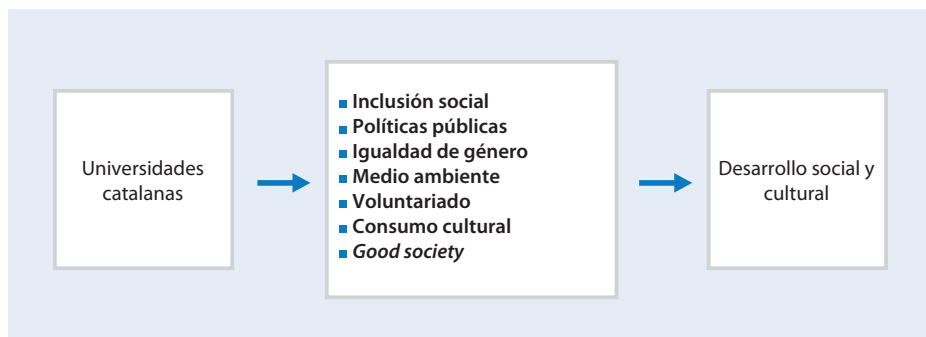 Universidades
catalanas
Inclusión social
Políticas públicas
Igualdad de género
Medio ambiente
Voluntariado
Consumo cultural
Good society
Desarrollo social y
cultural